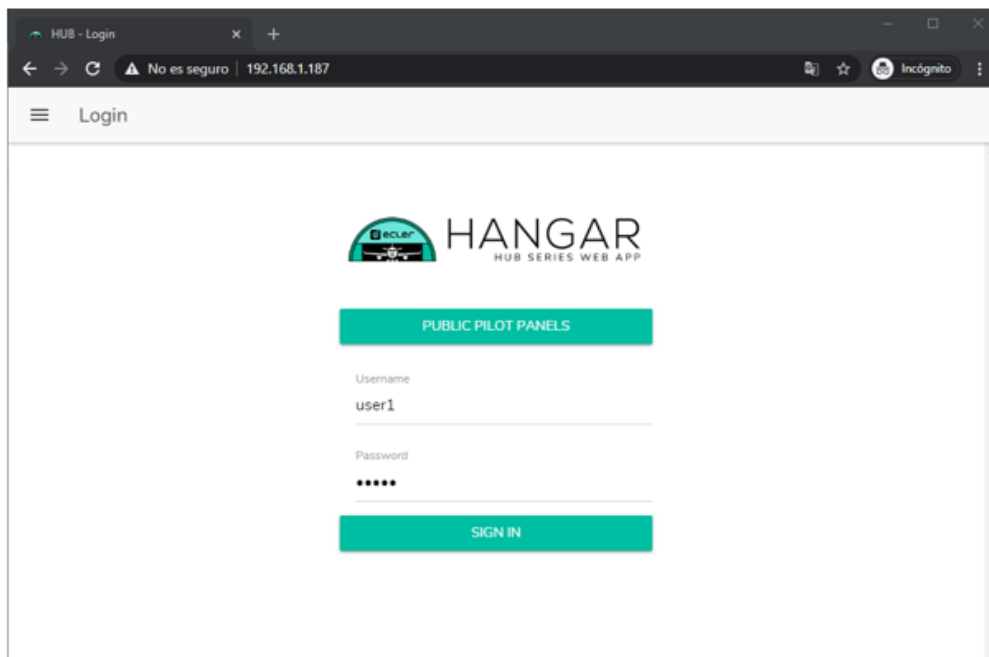 HUB - Login
No es seguro | 192.168.1.187
Incógnito
Login
ecler
HANGAR
HUB SERIES WEB APP
PUBLIC PILOT PANELS
Username
user1
Password
•••••
SIGN IN